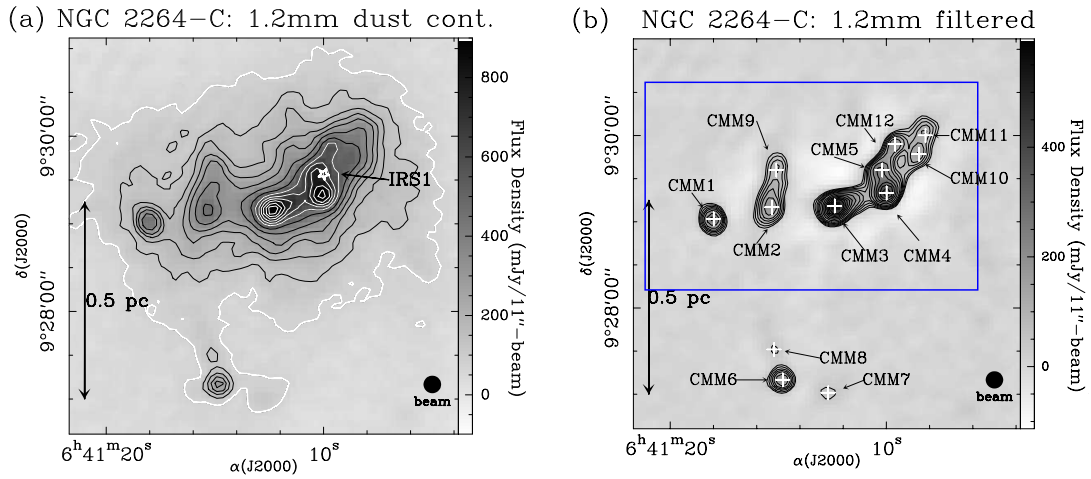 (a) NGC 2264-C: 1.2mm dust cont.
800
600
400
200
0
Flux Density (mJy/11″-beam)
9°30′00″
9°28′00″
δ(J2000)
IRS1
0.5 pc
beam
6ʰ41ᵐ20ˢ
10ˢ
α(J2000)
(b) NGC 2264-C: 1.2mm filtered
400
200
0
Flux Density (mJy/11″-beam)
9°30′00″
9°28′00″
δ(J2000)
CMM9
CMM12
CMM11
CMM5
CMM10
CMM1
CMM2
CMM3
CMM4
0.5 pc
CMM8
CMM6
CMM7
beam
6ʰ41ᵐ20ˢ
10ˢ
α(J2000)